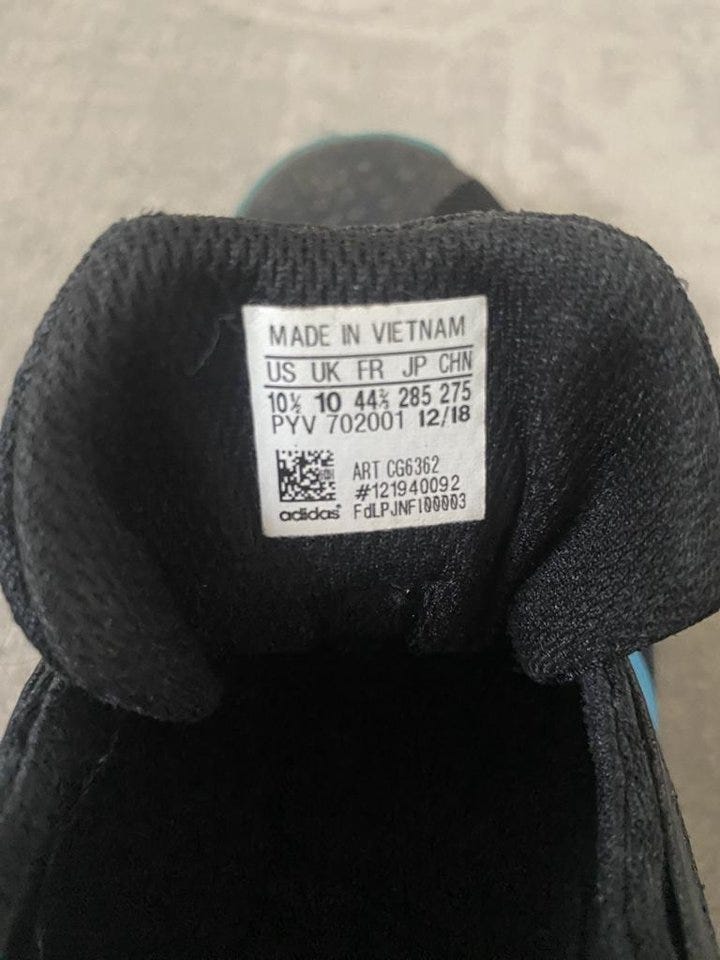 MADE IN VIETNAM
US UK FR JP CHN
10½ 10 44⅔ 285 275
PYV 702001 12/18
ART CG6362
#121940092
adidas FdLPJNFI00003